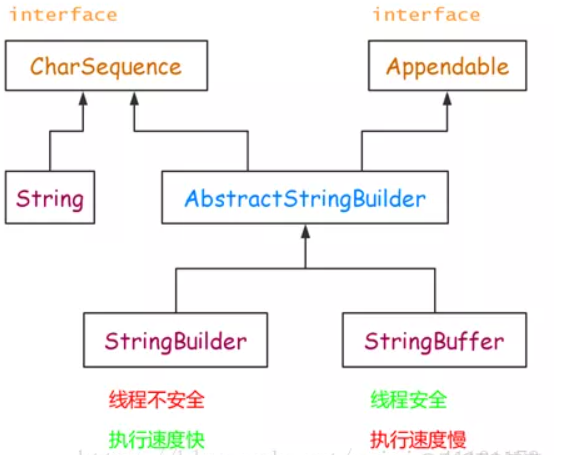 interface interface
CharSequence Appendable
String AbstractStringBuilder
StringBuilder StringBuffer
线程不安全 线程安全
执行速度快 执行速度慢